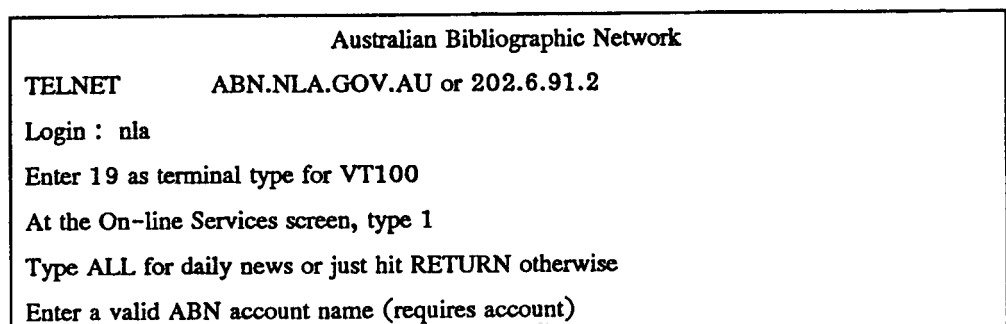 Australian Bibliographic Network
TELNET ABN.NLA.GOV.AU or 202.6.91.2
Login : nla
Enter 19 as terminal type for VT100
At the On-line Services screen, type 1
Type ALL for daily news or just hit RETURN otherwise
Enter a valid ABN account name (requires account)